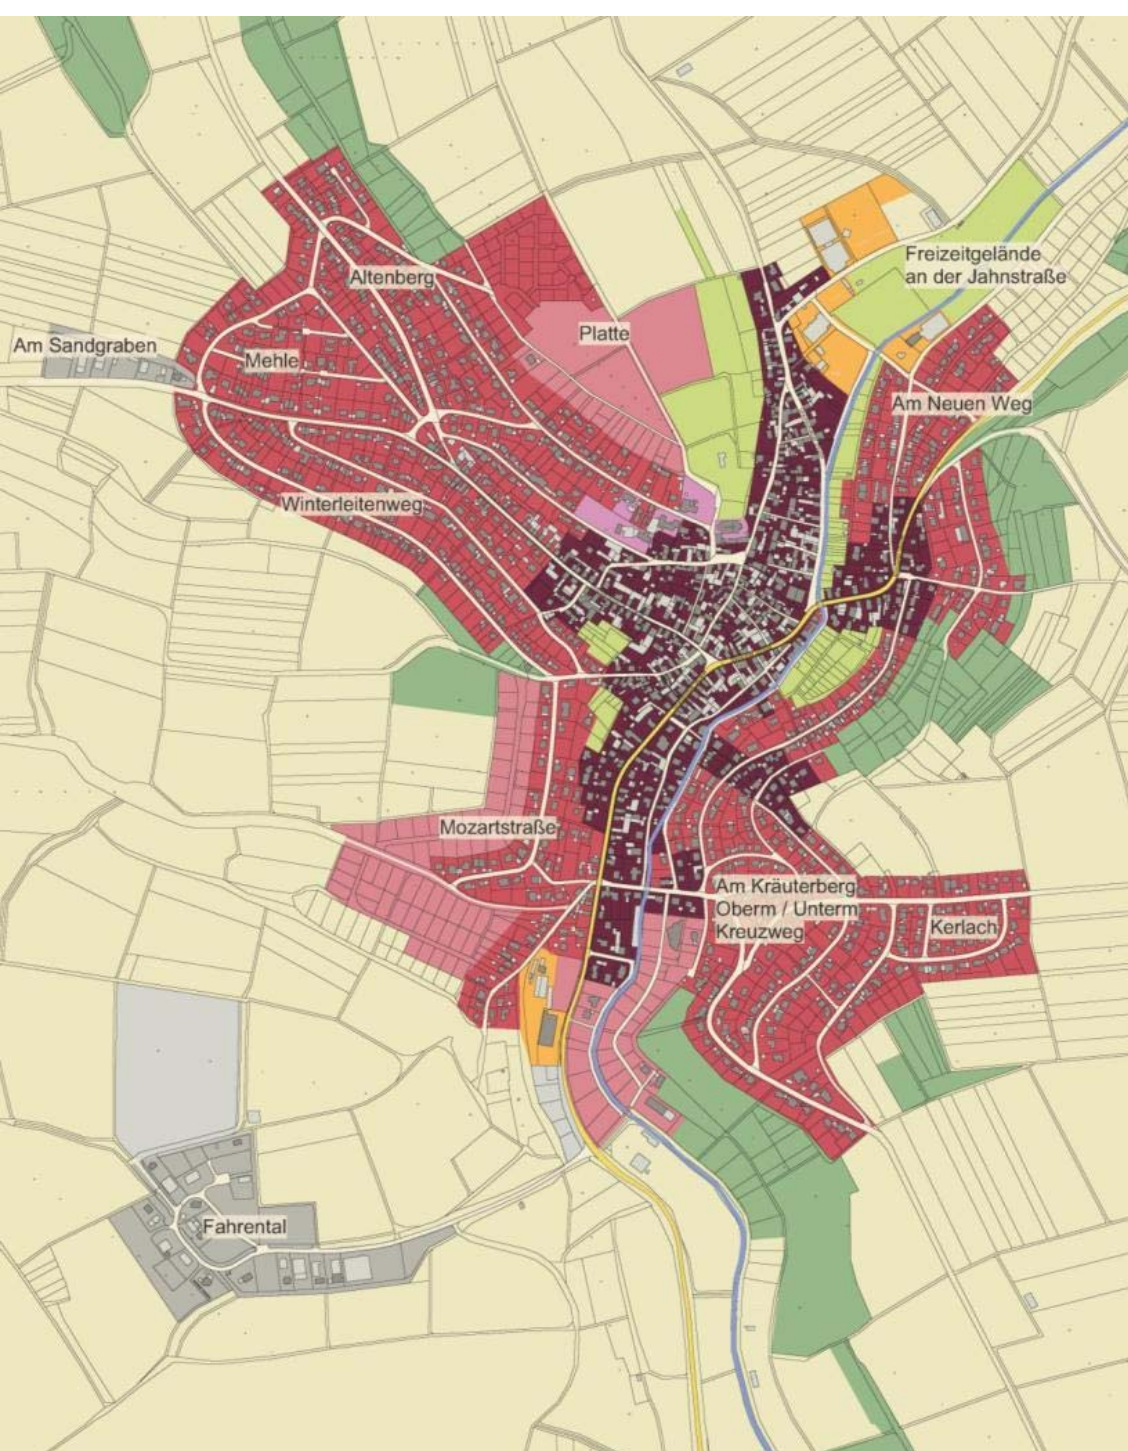 Freizeitgelände
an der Jahnstraße
Altenberg
Platte
Am Sandgraben
Mehle
Am Neuen Weg
Winterleitenweg
Mozartstraße
Am Kräuterberg
Oberm / Unterm
Kreuzweg
Kerlach
Fahrental